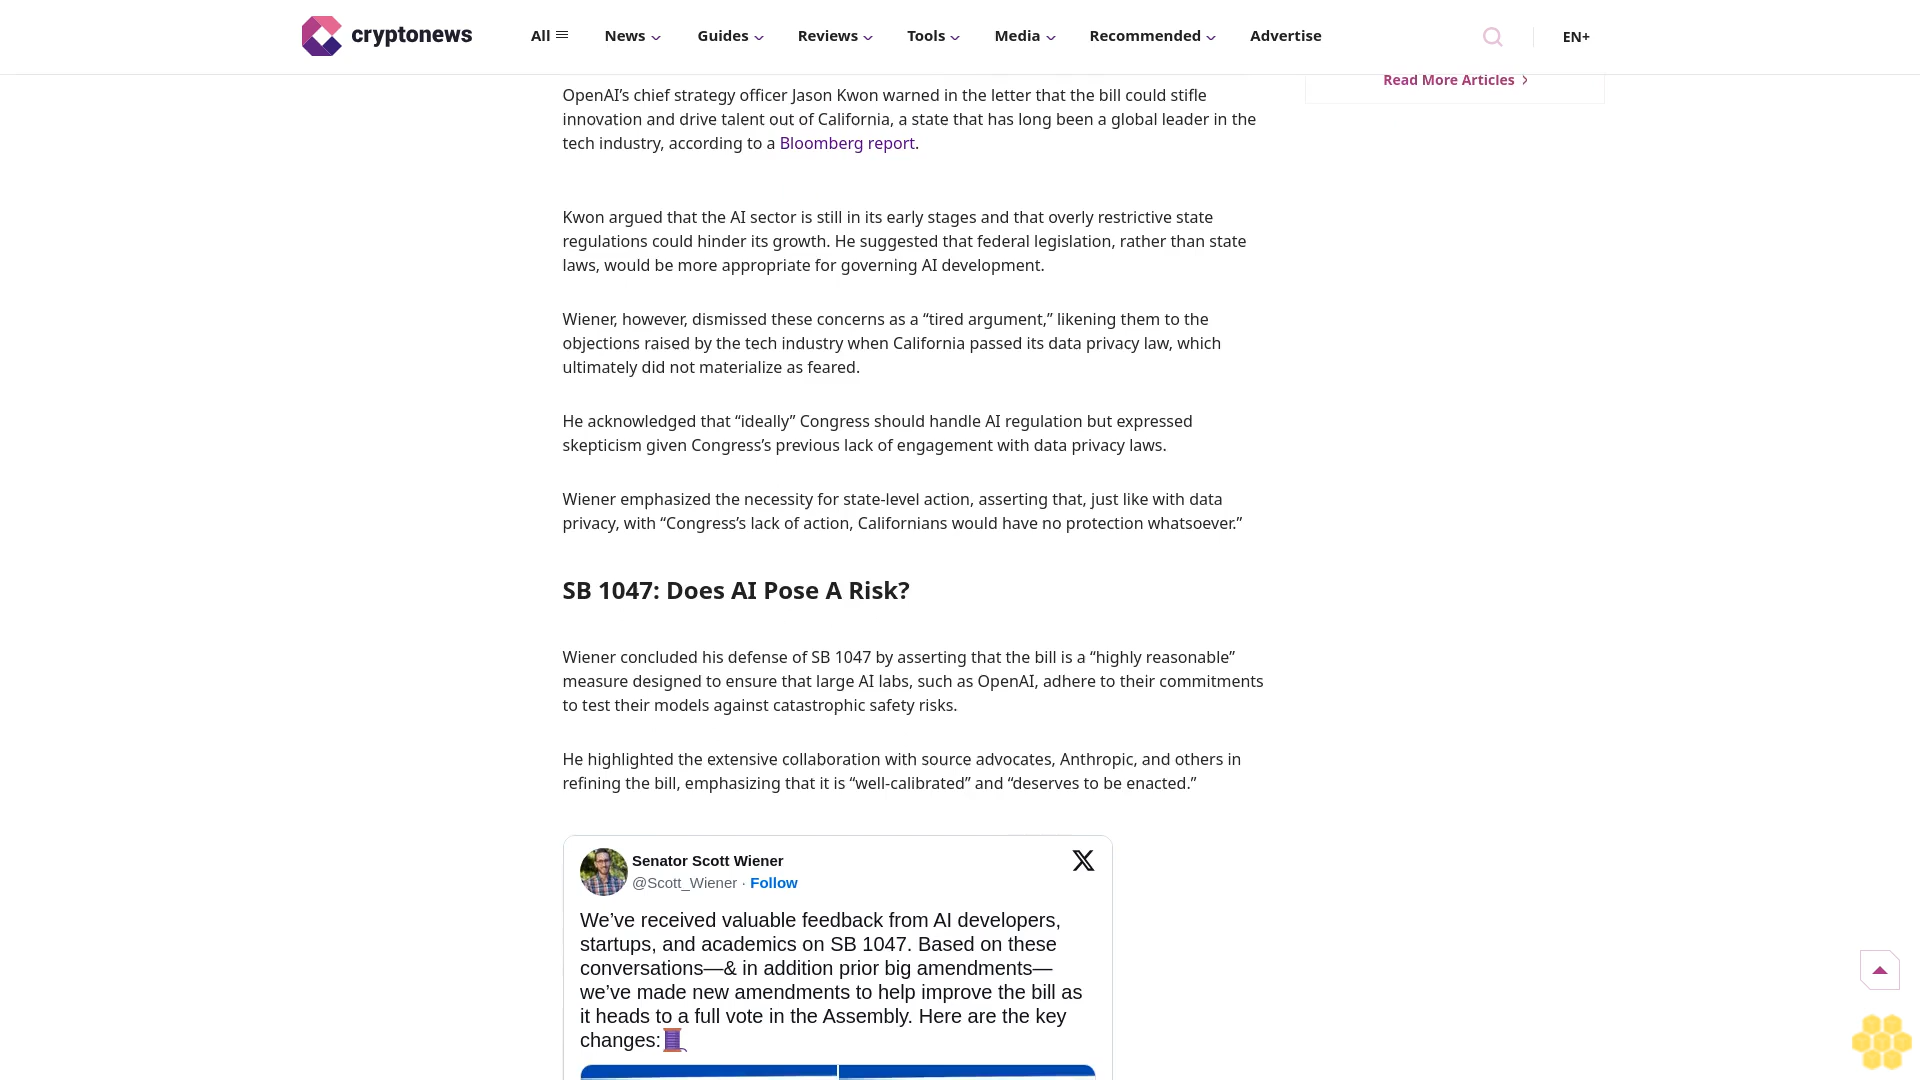 cryptonews
All
News
Guides
Reviews
Tools
Media
Recommended
Advertise
EN+
Read More Articles
OpenAI’s chief strategy officer Jason Kwon warned in the letter that the bill could stifle
innovation and drive talent out of California, a state that has long been a global leader in the
tech industry, according to a Bloomberg report.
Kwon argued that the AI sector is still in its early stages and that overly restrictive state
regulations could hinder its growth. He suggested that federal legislation, rather than state
laws, would be more appropriate for governing AI development.
Wiener, however, dismissed these concerns as a “tired argument,” likening them to the
objections raised by the tech industry when California passed its data privacy law, which
ultimately did not materialize as feared.
He acknowledged that “ideally” Congress should handle AI regulation but expressed
skepticism given Congress’s previous lack of engagement with data privacy laws.
Wiener emphasized the necessity for state-level action, asserting that, just like with data
privacy, with “Congress’s lack of action, Californians would have no protection whatsoever.”
SB 1047: Does AI Pose A Risk?
Wiener concluded his defense of SB 1047 by asserting that the bill is a “highly reasonable”
measure designed to ensure that large AI labs, such as OpenAI, adhere to their commitments
to test their models against catastrophic safety risks.
He highlighted the extensive collaboration with source advocates, Anthropic, and others in
refining the bill, emphasizing that it is “well-calibrated” and “deserves to be enacted.”
Senator Scott Wiener
@Scott_Wiener · Follow
We’ve received valuable feedback from AI developers,
startups, and academics on SB 1047. Based on these
conversations—& in addition prior big amendments—
we’ve made new amendments to help improve the bill as
it heads to a full vote in the Assembly. Here are the key
changes:🧵